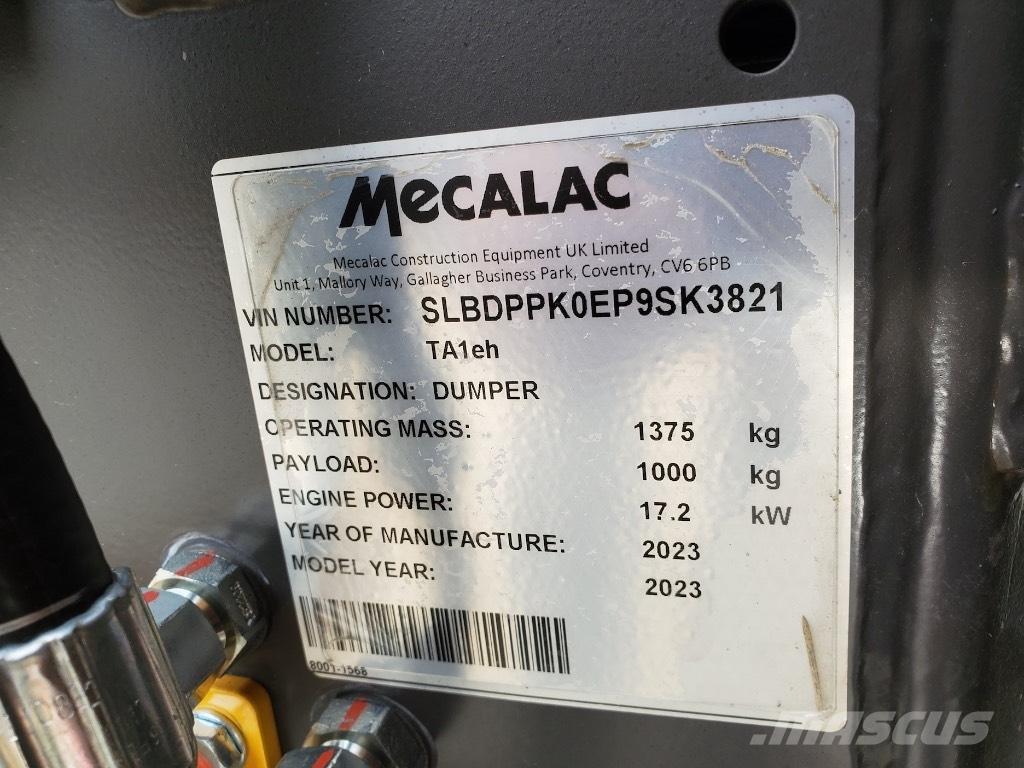 MECALAC
Mecalac Construction Equipment UK Limited
Unit 1, Mallory Way, Gallagher Business Park, Coventry, CV6 6PB
VIN NUMBER: SLBDPPK0EP9SK3821
MODEL: TA1eh
DESIGNATION: DUMPER
OPERATING MASS: 1375 kg
PAYLOAD: 1000 kg
ENGINE POWER: 17.2 kW
YEAR OF MANUFACTURE: 2023
MODEL YEAR: 2023
8001-1568
MASCUS